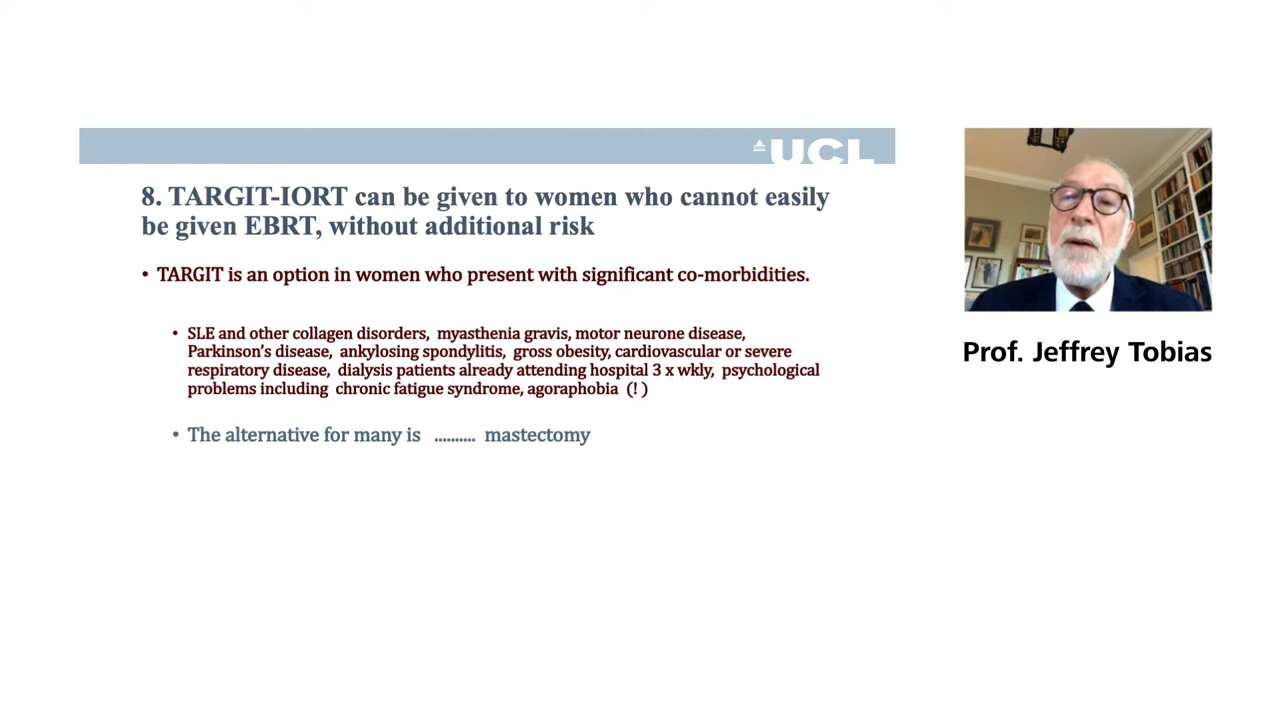 UCL
8. TARGIT-IORT can be given to women who cannot easily
be given EBRT, without additional risk
• TARGIT is an option in women who present with significant co-morbidities.
• SLE and other collagen disorders, myasthenia gravis, motor neurone disease,
Parkinson's disease, ankylosing spondylitis, gross obesity, cardiovascular or severe
respiratory disease, dialysis patients already attending hospital 3 x wkly, psychological
problems including chronic fatigue syndrome, agoraphobia (! )
• The alternative for many is .......... mastectomy
Prof. Jeffrey Tobias